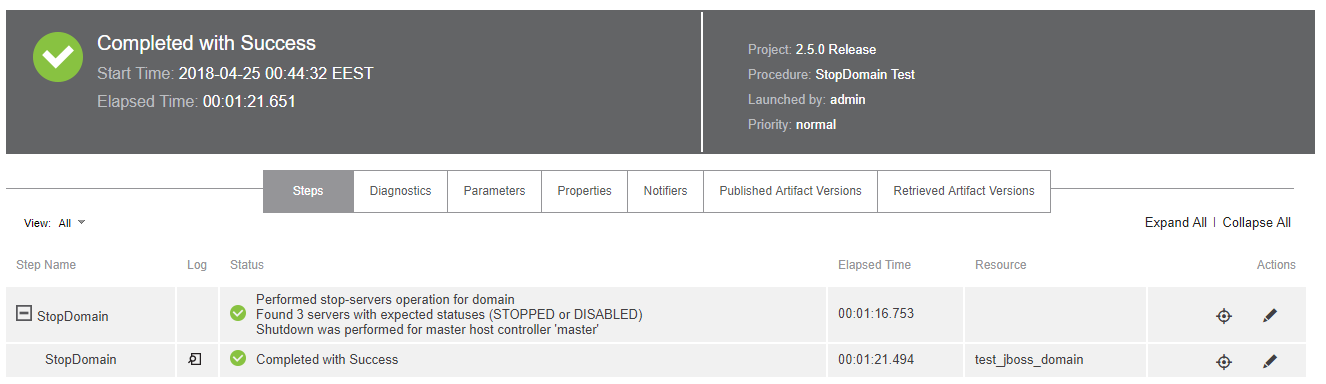 Completed with Success
Start Time: 2018-04-25 00:44:32 EEST
Elapsed Time: 00:01:21.651
Project: 2.5.0 Release
Procedure: StopDomain Test
Launched by: admin
Priority: normal
Steps Diagnostics Parameters Properties Notifiers Published Artifact Versions Retrieved Artifact Versions
View: All
Expand All | Collapse All
Step Name Log Status Elapsed Time Resource Actions
StopDomain
Performed stop-servers operation for domain
Found 3 servers with expected statuses (STOPPED or DISABLED)
Shutdown was performed for master host controller 'master'
00:01:16.753
StopDomain Completed with Success 00:01:21.494 test_jboss_domain